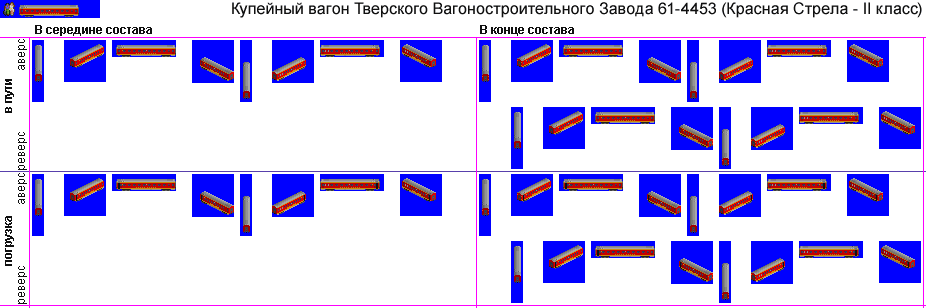 Купейный вагон Тверского Вагоностроительного Завода 61-4453 (Красная Стрела - II класс)
В середине состава
В конце состава
в пути
аверс
реверс
погрузка
аверс
реверс